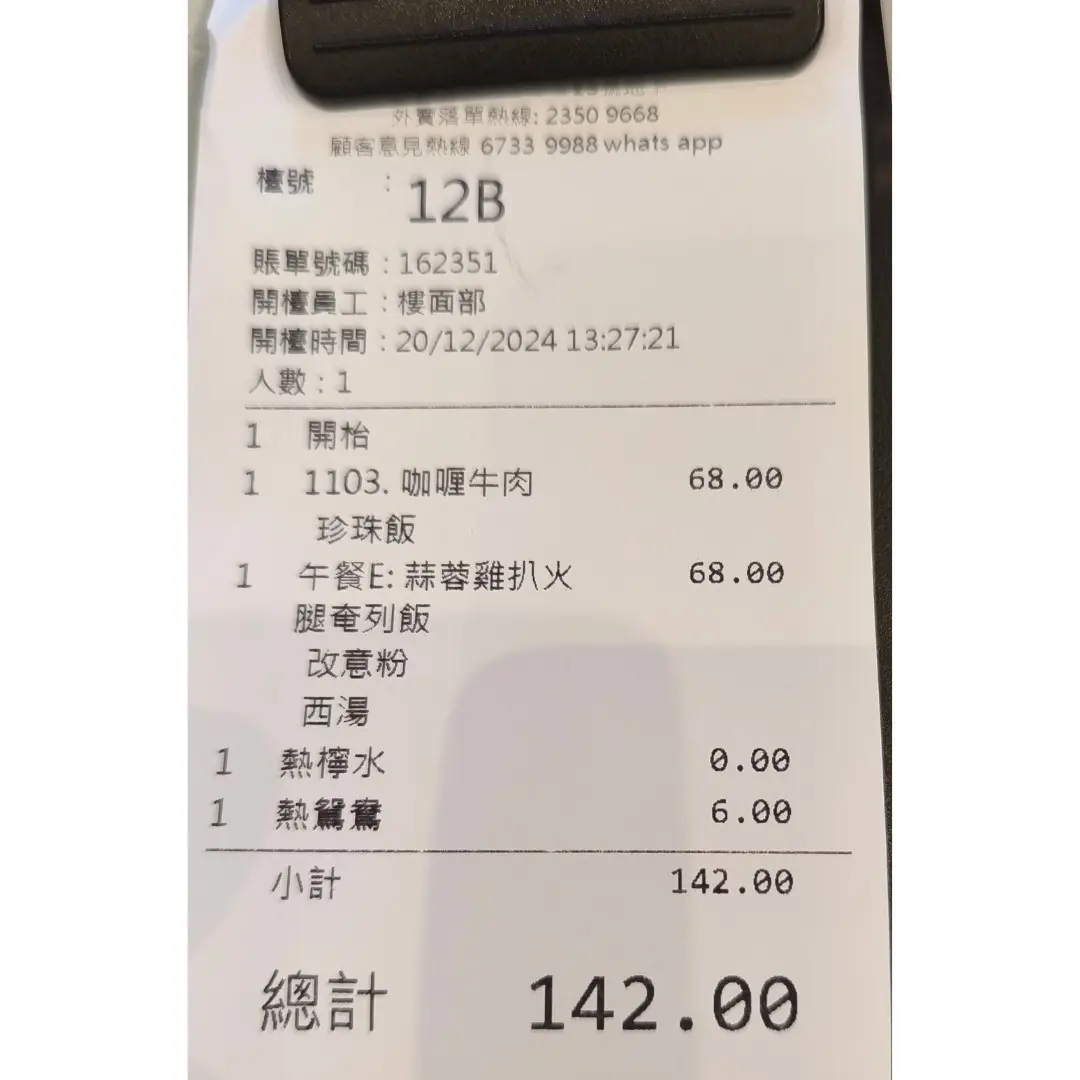 外賣落單熱線: 2350 9668
顧客意見熱線 6733 9988 whats app
檯號 : 12B
賬單號碼 : 162351
開檯員工 : 樓面部
開檯時間 : 20/12/2024 13:27:21
人數 : 1
1 開枱
1 1103. 咖喱牛肉 68.00
珍珠飯
1 午餐E: 蒜蓉雞扒火 68.00
腿奄列飯
改意粉
西湯
1 熱檸水 0.00
1 熱鴛鴦 6.00
小計 142.00
總計 142.00